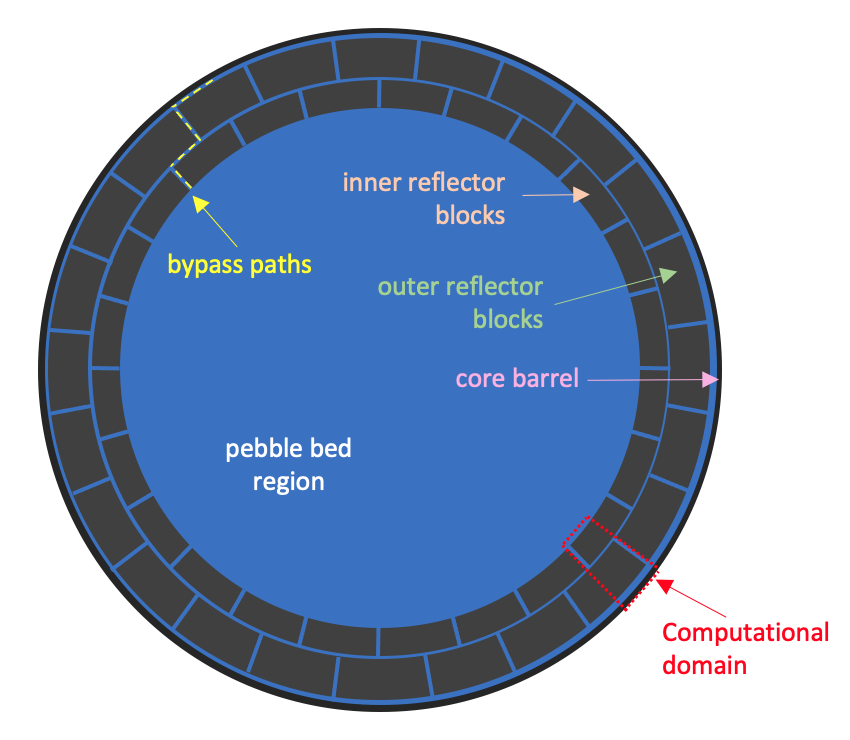 inner reflector
blocks
bypass paths
outer reflector
blocks
core barrel
pebble bed
region
Computational
domain